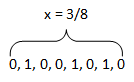 x = 3/8
0, 1, 0, 0, 1, 0, 1, 0